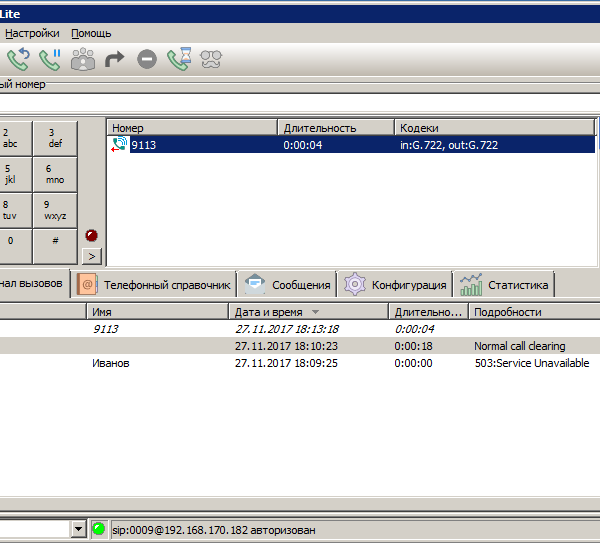 Lite
Настройки Помощь
ый номер
2 3
abc def
5 6
jkl mno
8 9
tuv wxyz
0 #
>
Номер Длительность Кодеки
9113 0:00:04 in:G.722, out:G.722
нал вызовов Телефонный справочник Сообщения Конфигурация Статистика
Имя Дата и время Длительно... Подробности
9113 27.11.2017 18:13:18 0:00:04
27.11.2017 18:10:23 0:00:18 Normal call clearing
Иванов 27.11.2017 18:09:25 0:00:00 503:Service Unavailable
sip:0009@192.168.170.182 авторизован